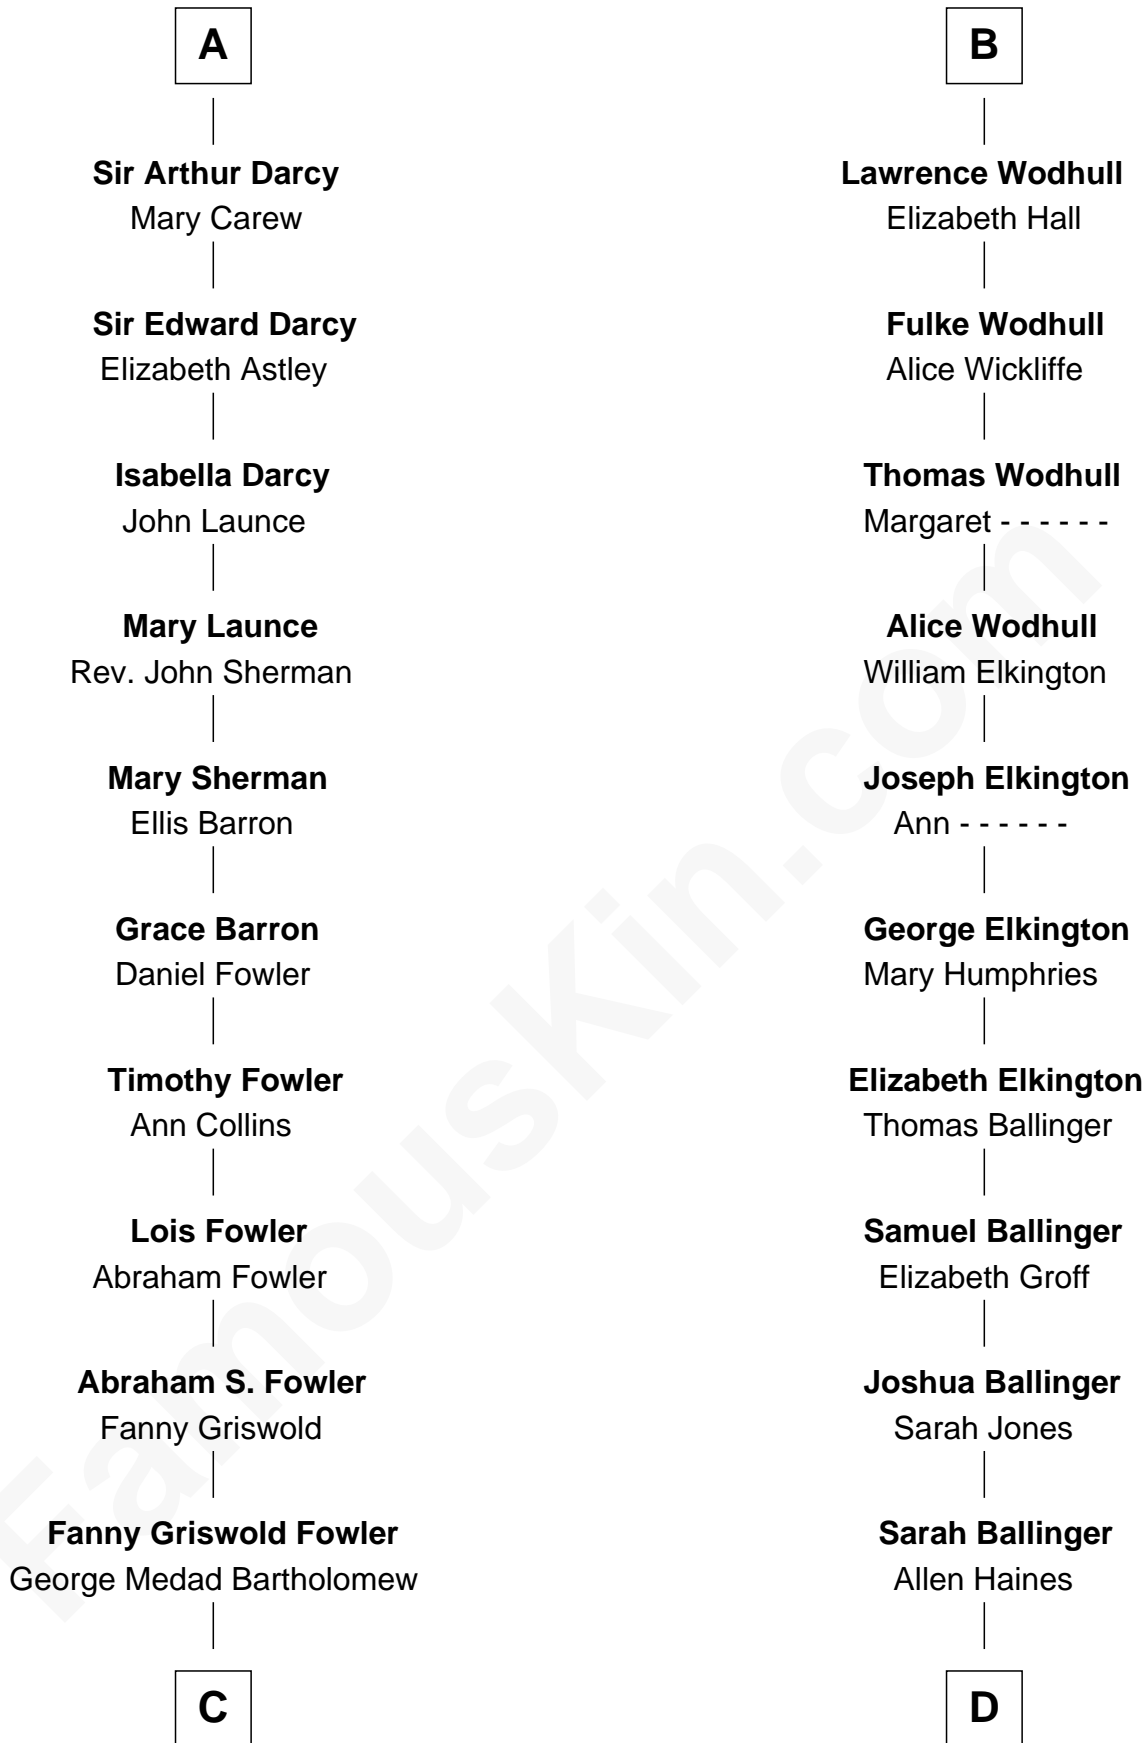 A
Sir Arthur Darcy
Mary Carew
Sir Edward Darcy
Elizabeth Astley
Isabella Darcy
John Launce
Mary Launce
Rev. John Sherman
Mary Sherman
Ellis Barron
Grace Barron
Daniel Fowler
Timothy Fowler
Ann Collins
Lois Fowler
Abraham Fowler
Abraham S. Fowler
Fanny Griswold
Fanny Griswold Fowler
George Medad Bartholomew
C
B
Lawrence Wodhull
Elizabeth Hall
Fulke Wodhull
Alice Wickliffe
Thomas Wodhull
Margaret - - - - - -
Alice Wodhull
William Elkington
Joseph Elkington
Ann - - - - - -
George Elkington
Mary Humphries
Elizabeth Elkington
Thomas Ballinger
Samuel Ballinger
Elizabeth Groff
Joshua Ballinger
Sarah Jones
Sarah Ballinger
Allen Haines
D
FamousKin.com